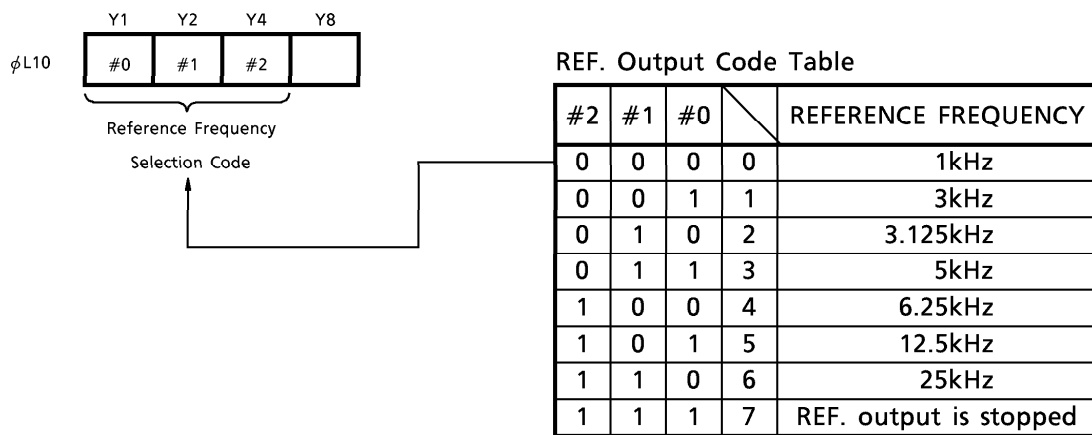 Y1 Y2 Y4 Y8
ϕL10 #0 #1 #2
Reference Frequency
Selection Code
REF. Output Code Table
#2 #1 #0 REFERENCE FREQUENCY
0 0 0 0 1kHz
0 0 1 1 3kHz
0 1 0 2 3.125kHz
0 1 1 3 5kHz
1 0 0 4 6.25kHz
1 0 1 5 12.5kHz
1 1 0 6 25kHz
1 1 1 7 REF. output is stopped